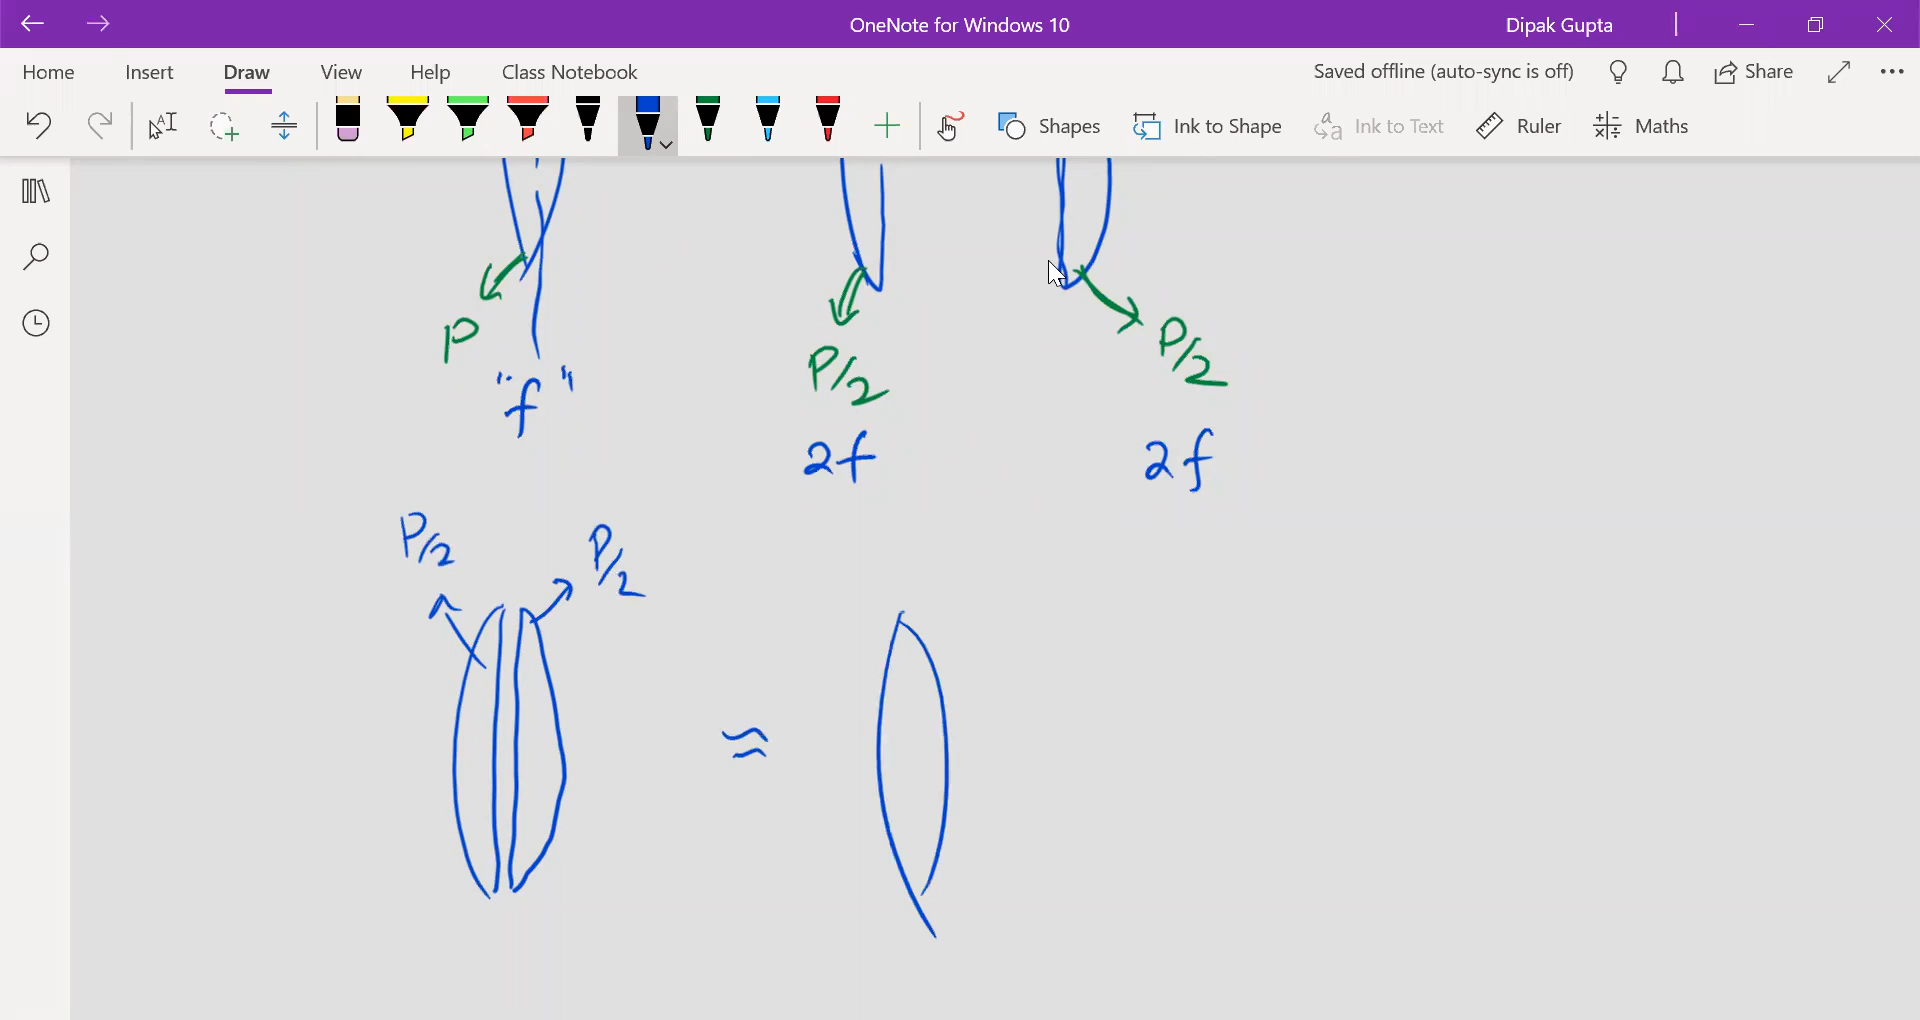 OneNote for Windows 10
Dipak Gupta
Home Insert Draw View Help Class Notebook
Saved offline (auto-sync is off) Share
Shapes Ink to Shape Ink to Text Ruler Maths
P P/2 P/2
"f" 2f 2f
P/2 P/2
≈